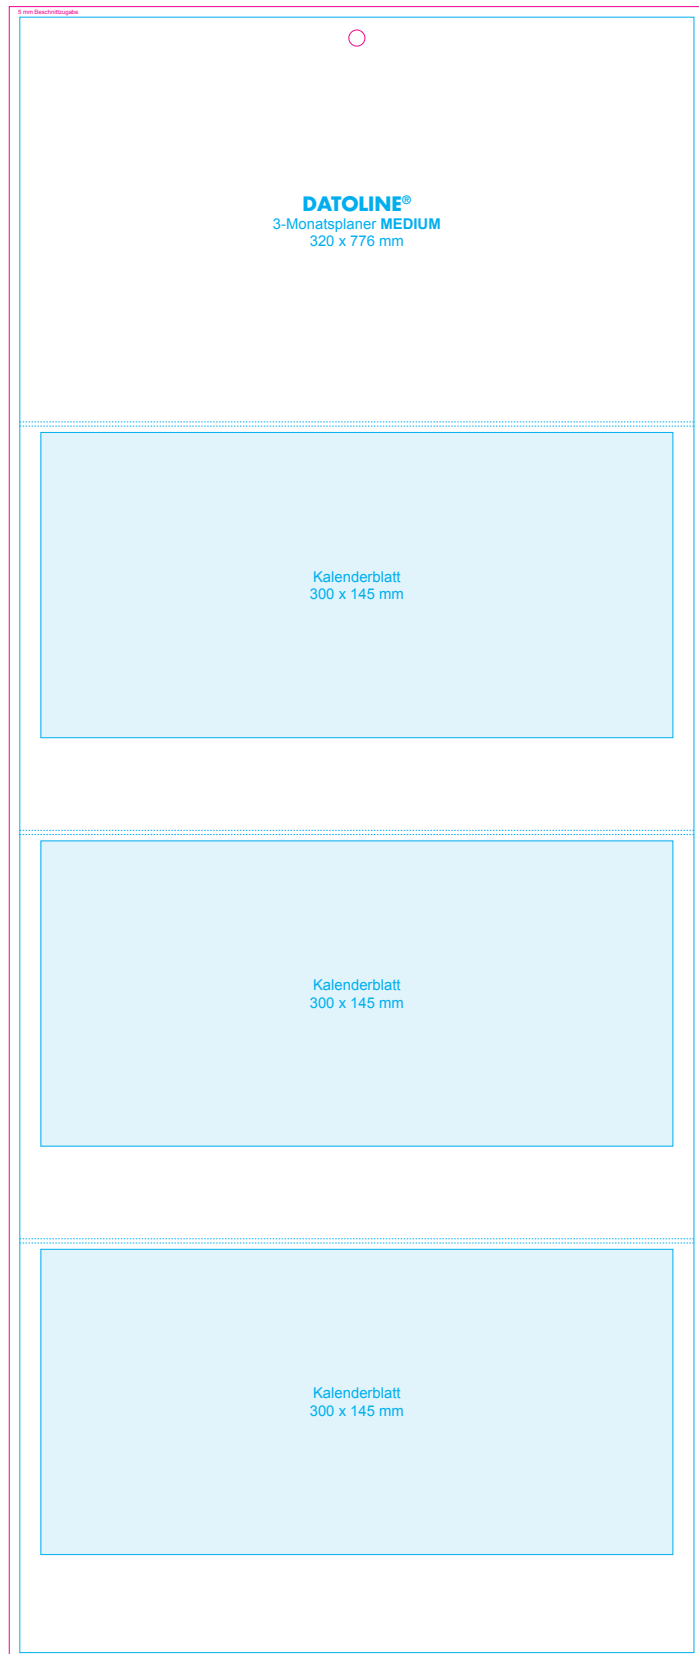 5 mm Beschnittzugabe
DATOLINE®
3-Monatsplaner MEDIUM
320 x 776 mm
Kalenderblatt
300 x 145 mm
Kalenderblatt
300 x 145 mm
Kalenderblatt
300 x 145 mm